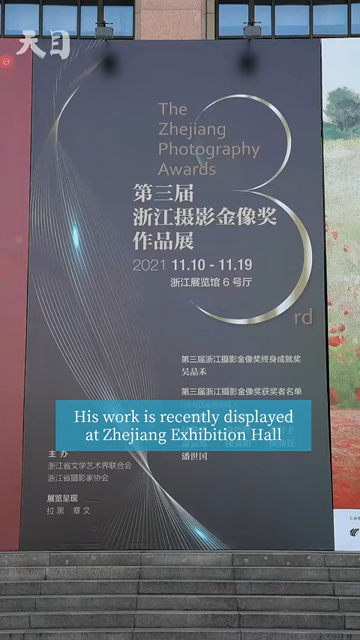 天目
The
Zhejiang
Photography
Awards
3
rd
第三届
浙江摄影金像奖
作品展
2021 11.10 - 11.19
浙江展览馆 6 号厅
第三届浙江摄影金像奖终身成就奖
吴品禾
第三届浙江摄影金像奖获奖者名单
His work is recently displayed
at Zhejiang Exhibition Hall
潘世国
主 办
浙江省文学艺术界联合会
浙江省摄影家协会
展览呈现
拉黑 章文